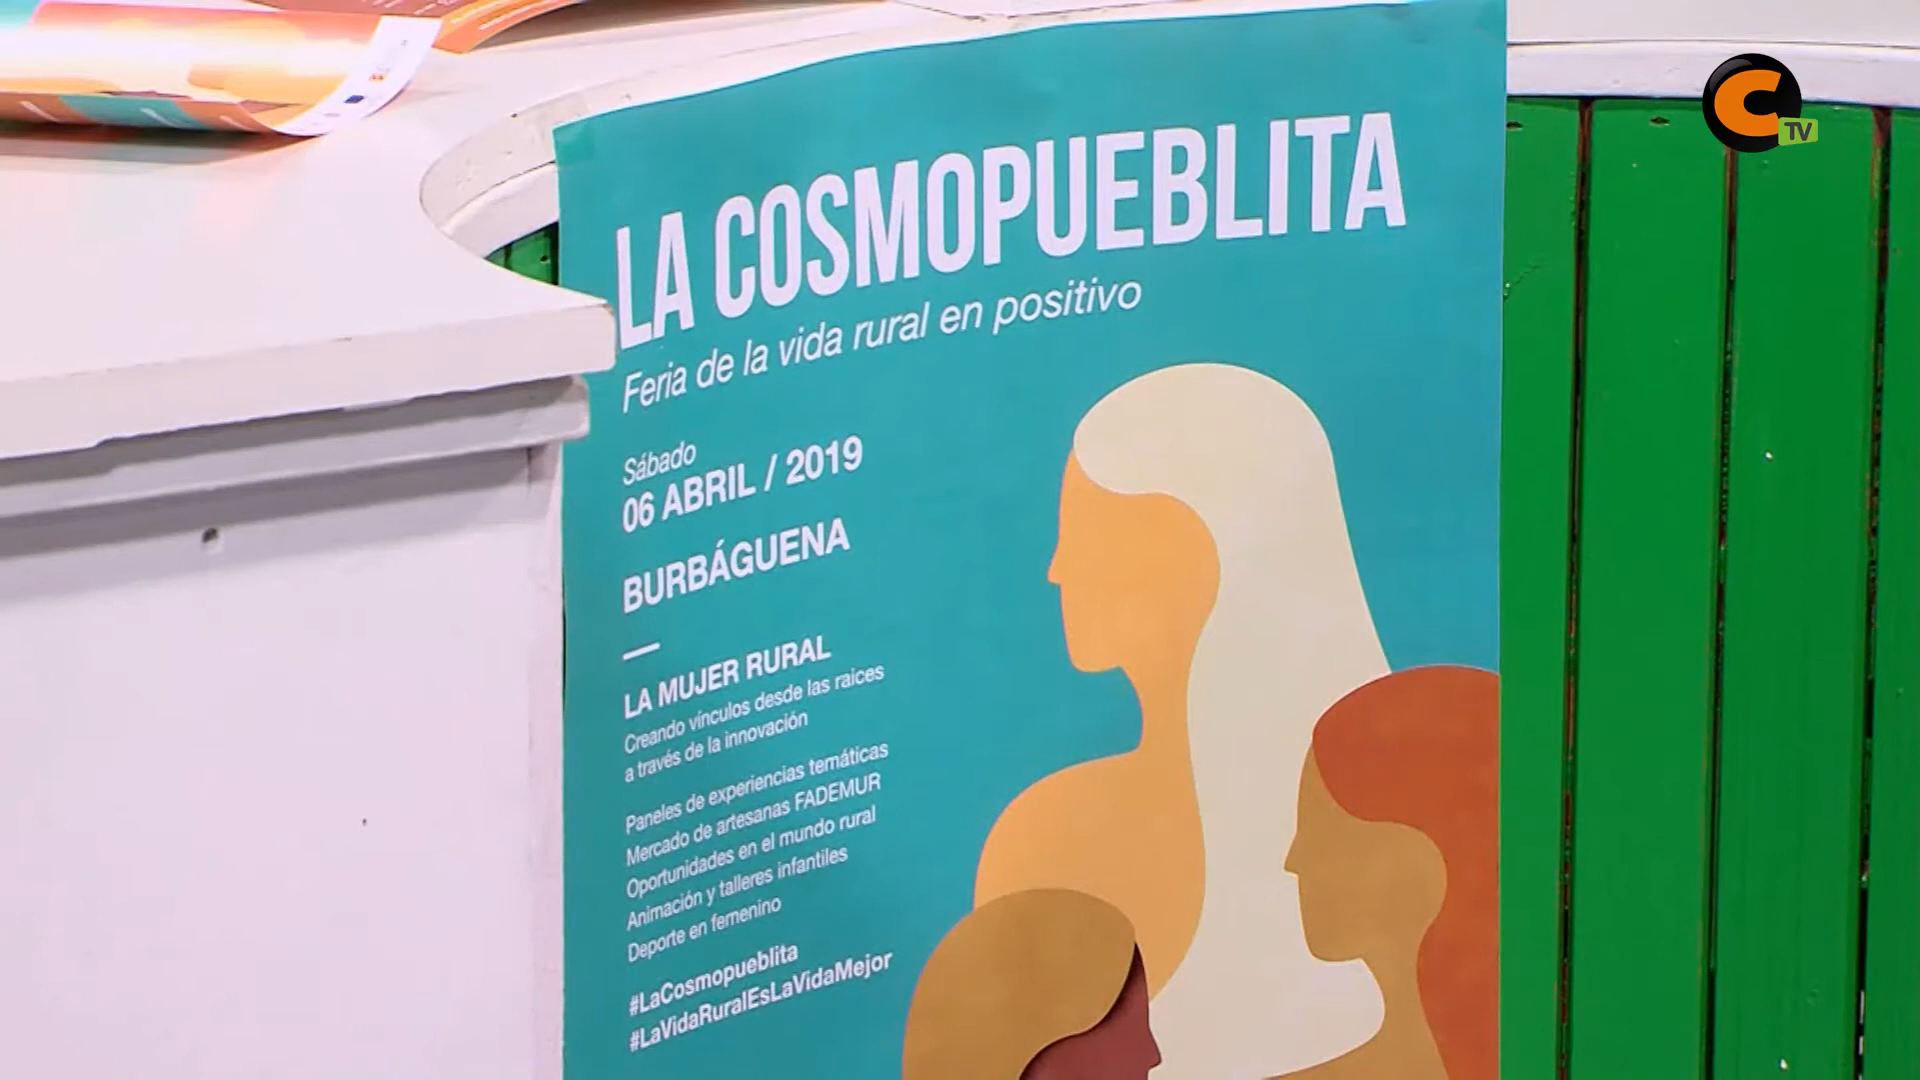 C
TV
LA COSMOPUEBLITA
Feria de la vida rural en positivo
Sábado
06 ABRIL / 2019
BURBÁGUENA
LA MUJER RURAL
Creando vínculos desde las raices
a través de la innovación
Paneles de experiencias temáticas
Mercado de artesanas FADEMUR
Oportunidades en el mundo rural
Animación y talleres infantiles
Deporte en femenino
#LaCosmopueblita
#LaVidaRuralEsLaVidaMejor